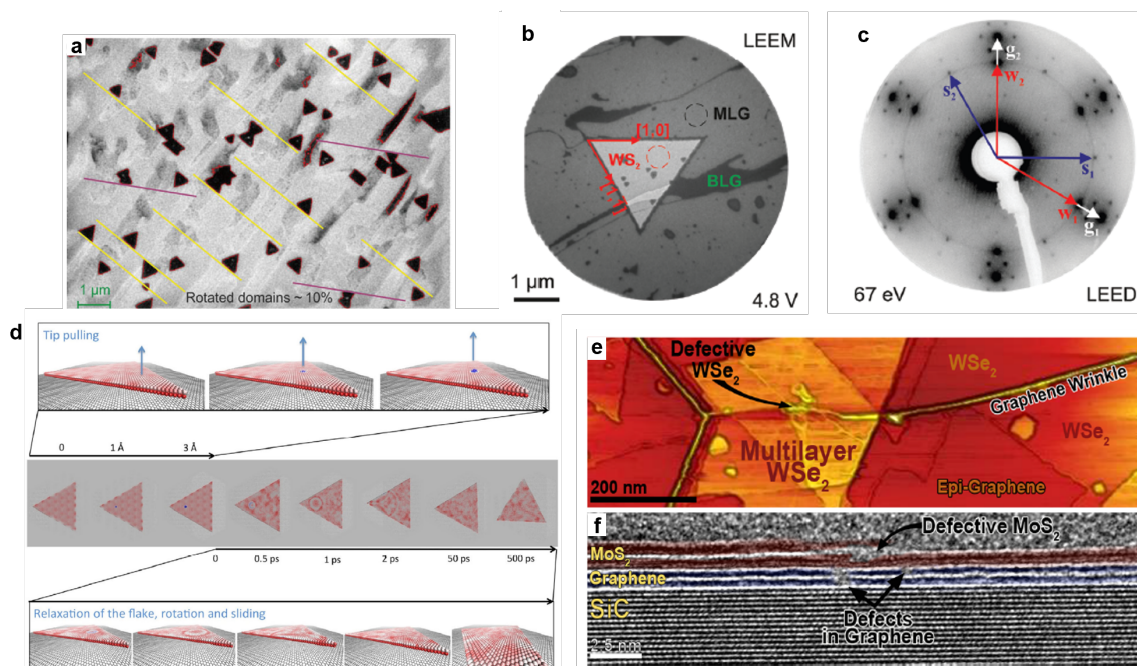 a
1 µm
Rotated domains ~ 10%
b
LEEM
MLG
[1,0]
WS₂
BLG
1 µm
4.8 V
c
g₂
w₂
s₂
s₁
w₁
g₁
67 eV
LEED
d
Tip pulling
0 1 Å 3 Å
0 0.5 ps 1 ps 2 ps 50 ps 500 ps
Relaxation of the flake, rotation and sliding
e
Defective
WSe₂
WSe₂
Graphene Wrinkle
WSe₂
Multilayer
WSe₂
200 nm
Epi-Graphene
f
Defective MoS₂
MoS₂
Graphene
SiC
Defects
in Graphene
2.5 nm